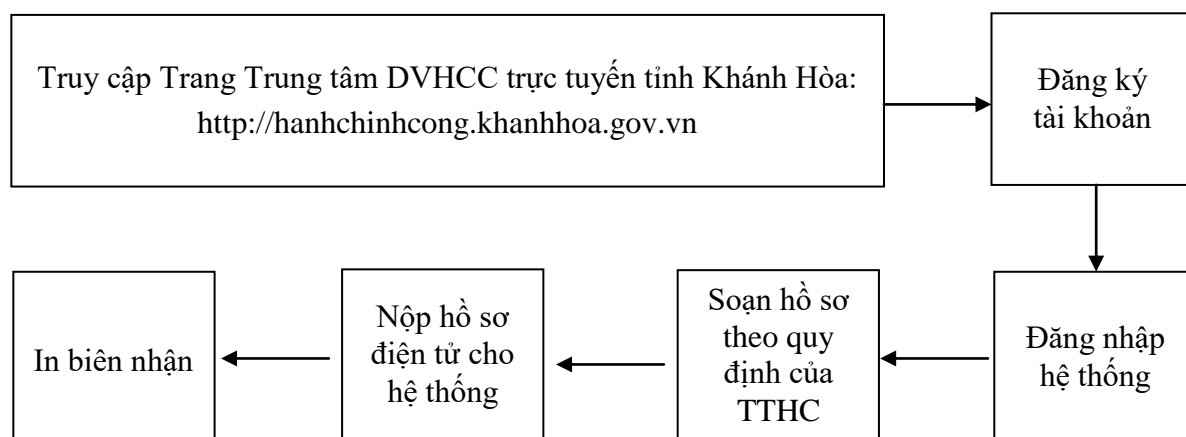 Truy cập Trang Trung tâm DVHCC trực tuyến tỉnh Khánh Hòa:
http://hanhchinhcong.khanhhoa.gov.vn
Đăng ký
tài khoản
Đăng nhập
hệ thống
Soạn hồ sơ
theo quy
định của
TTHC
Nộp hồ sơ
điện tử cho
hệ thống
In biên nhận